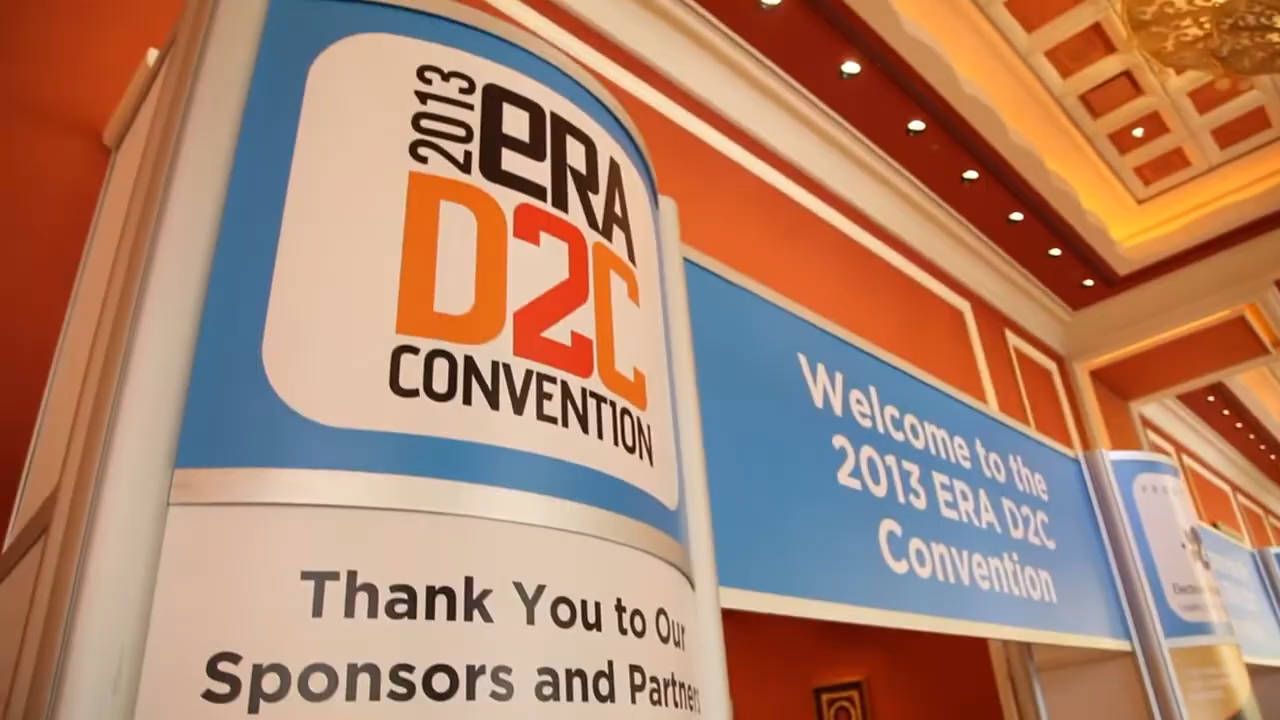 2013
eRA
D2C
CONVENTION
Thank You to Our
Sponsors and Partners
Welcome to the
2013 ERA D2C
Convention